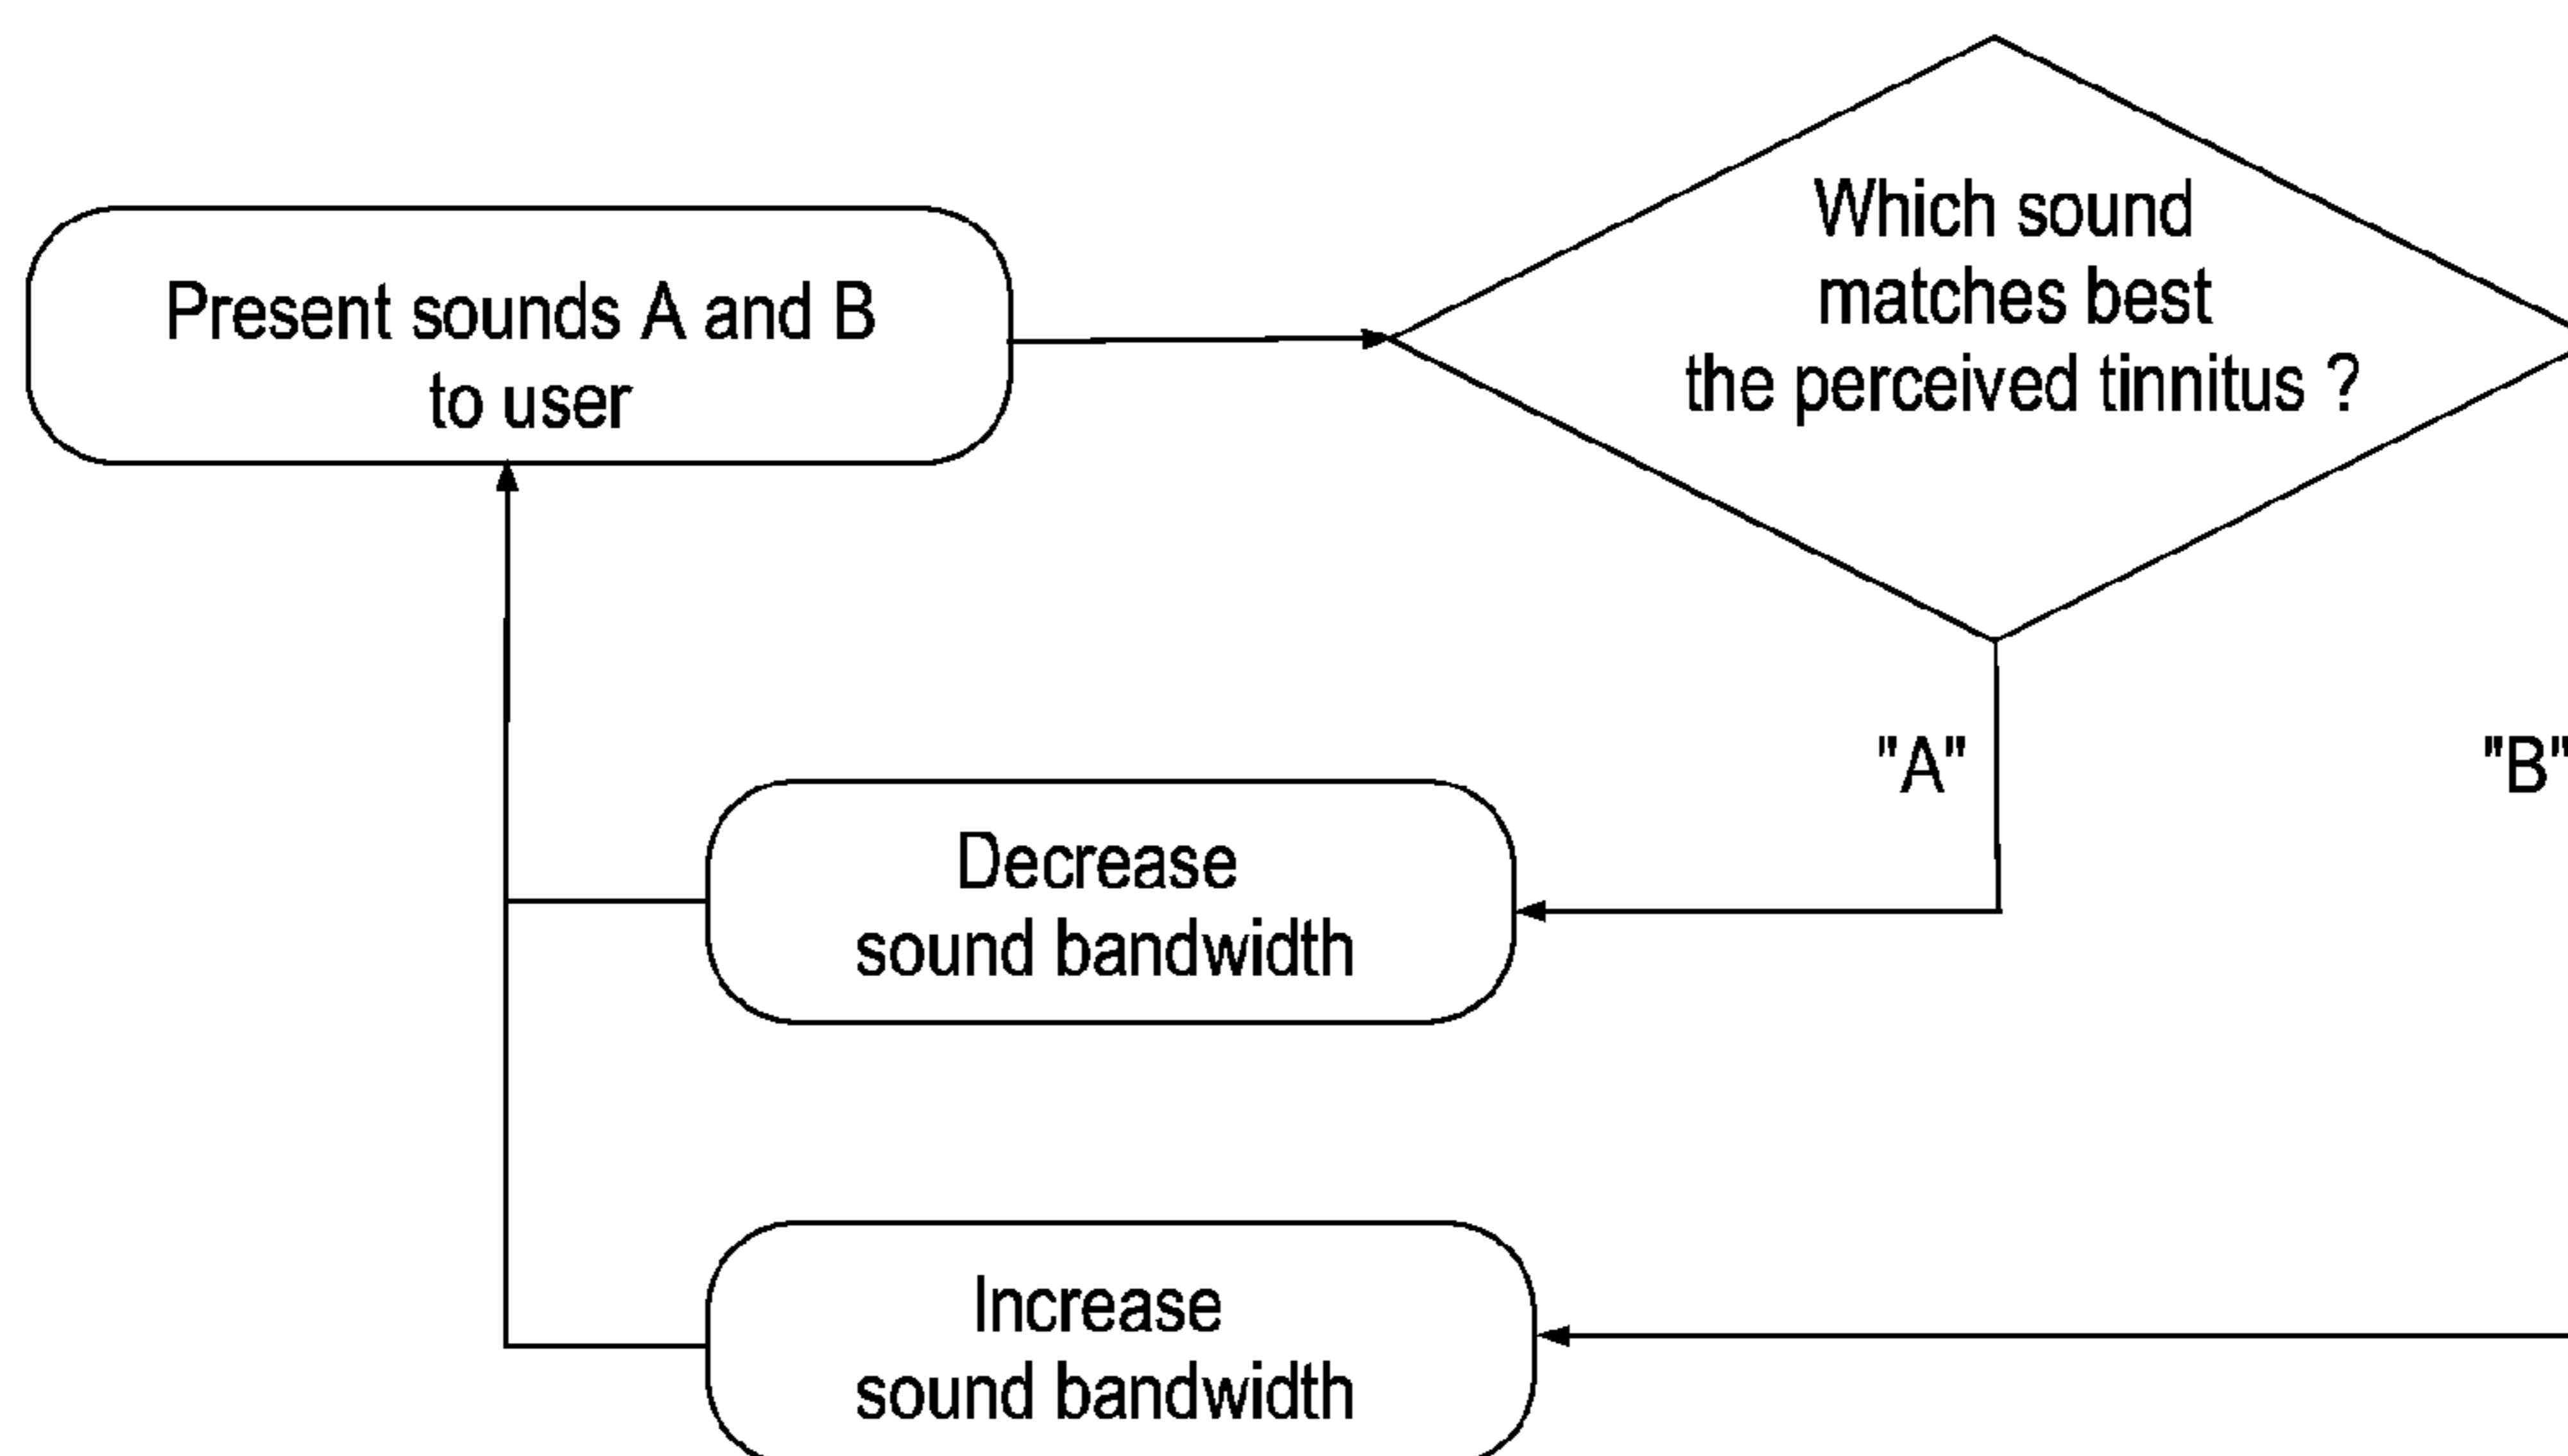 Present sounds A and B
to user
Which sound
matches best
the perceived tinnitus ?
"A"
"B"
Decrease
sound bandwidth
Increase
sound bandwidth